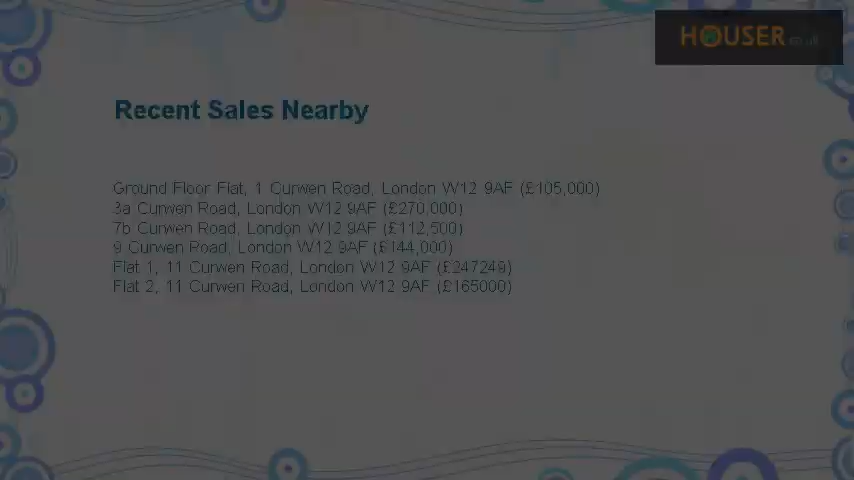 HOUSER.co.uk
Recent Sales Nearby
Ground Floor Flat, 1 Curwen Road, London W12 9AF (£105,000)
3a Curwen Road, London W12 9AF (£270,000)
7b Curwen Road, London W12 9AF (£112,500)
9 Curwen Road, London W12 9AF (£144,000)
Flat 1, 11 Curwen Road, London W12 9AF (£247249)
Flat 2, 11 Curwen Road, London W12 9AF (£165000)